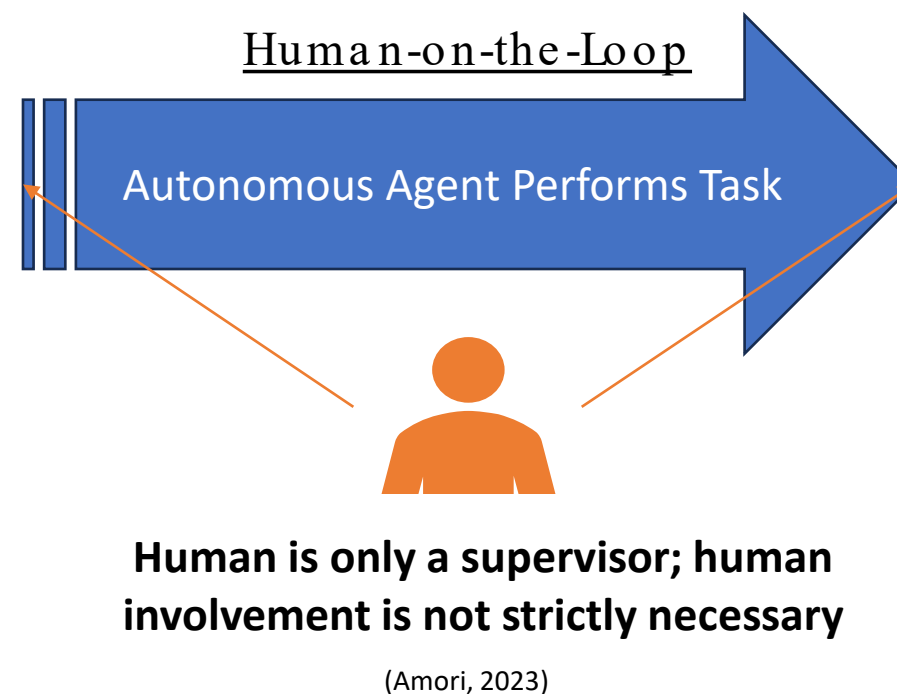 Human-on-the-Loop
Autonomous Agent Performs Task
Human is only a supervisor; human
involvement is not strictly necessary
(Amori, 2023)